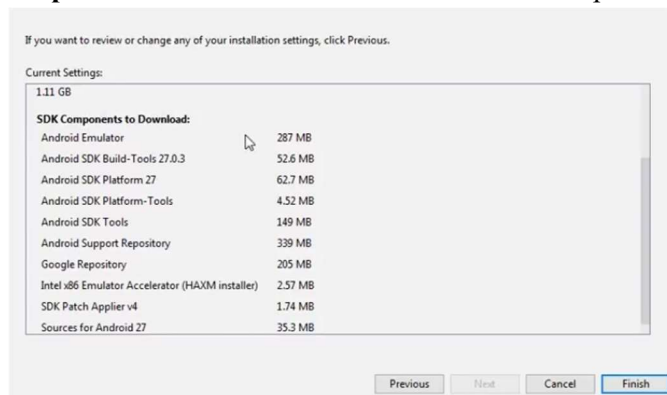 If you want to review or change any of your installation settings, click Previous.
Current Settings:
1.11 GB
SDK Components to Download:
Android Emulator 287 MB
Android SDK Build-Tools 27.0.3 52.6 MB
Android SDK Platform 27 62.7 MB
Android SDK Platform-Tools 4.52 MB
Android SDK Tools 149 MB
Android Support Repository 339 MB
Google Repository 205 MB
Intel x86 Emulator Accelerator (HAXM installer) 2.57 MB
SDK Patch Applier v4 1.74 MB
Sources for Android 27 35.3 MB
Previous Next Cancel Finish